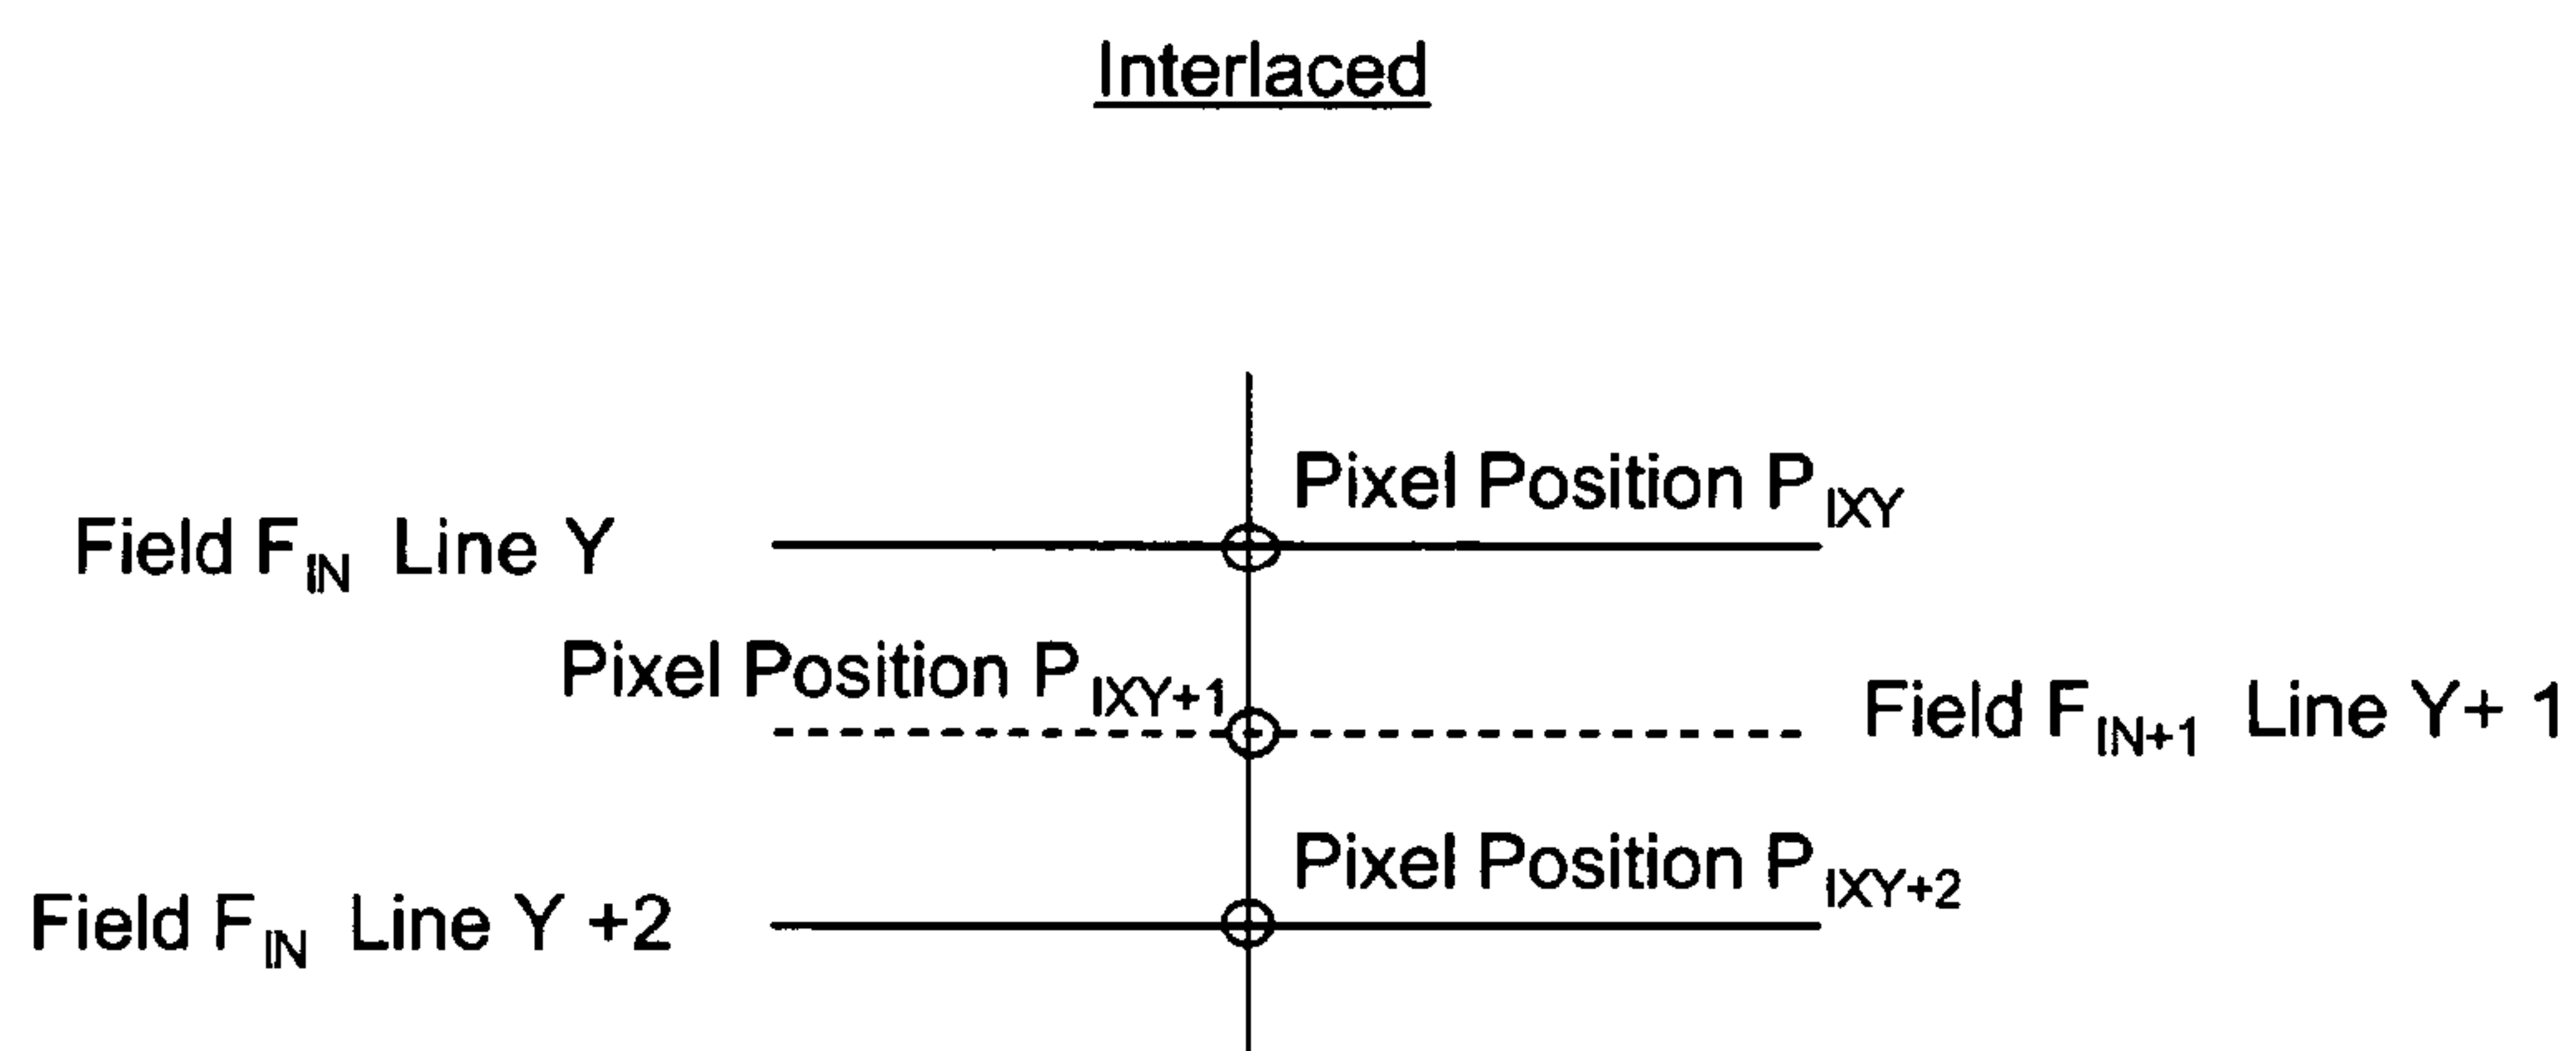 Interlaced
Pixel Position P_IXY
Field F_IN Line Y
Pixel Position P_IXY+1
Field F_IN+1 Line Y+ 1
Pixel Position P_IXY+2
Field F_IN Line Y +2